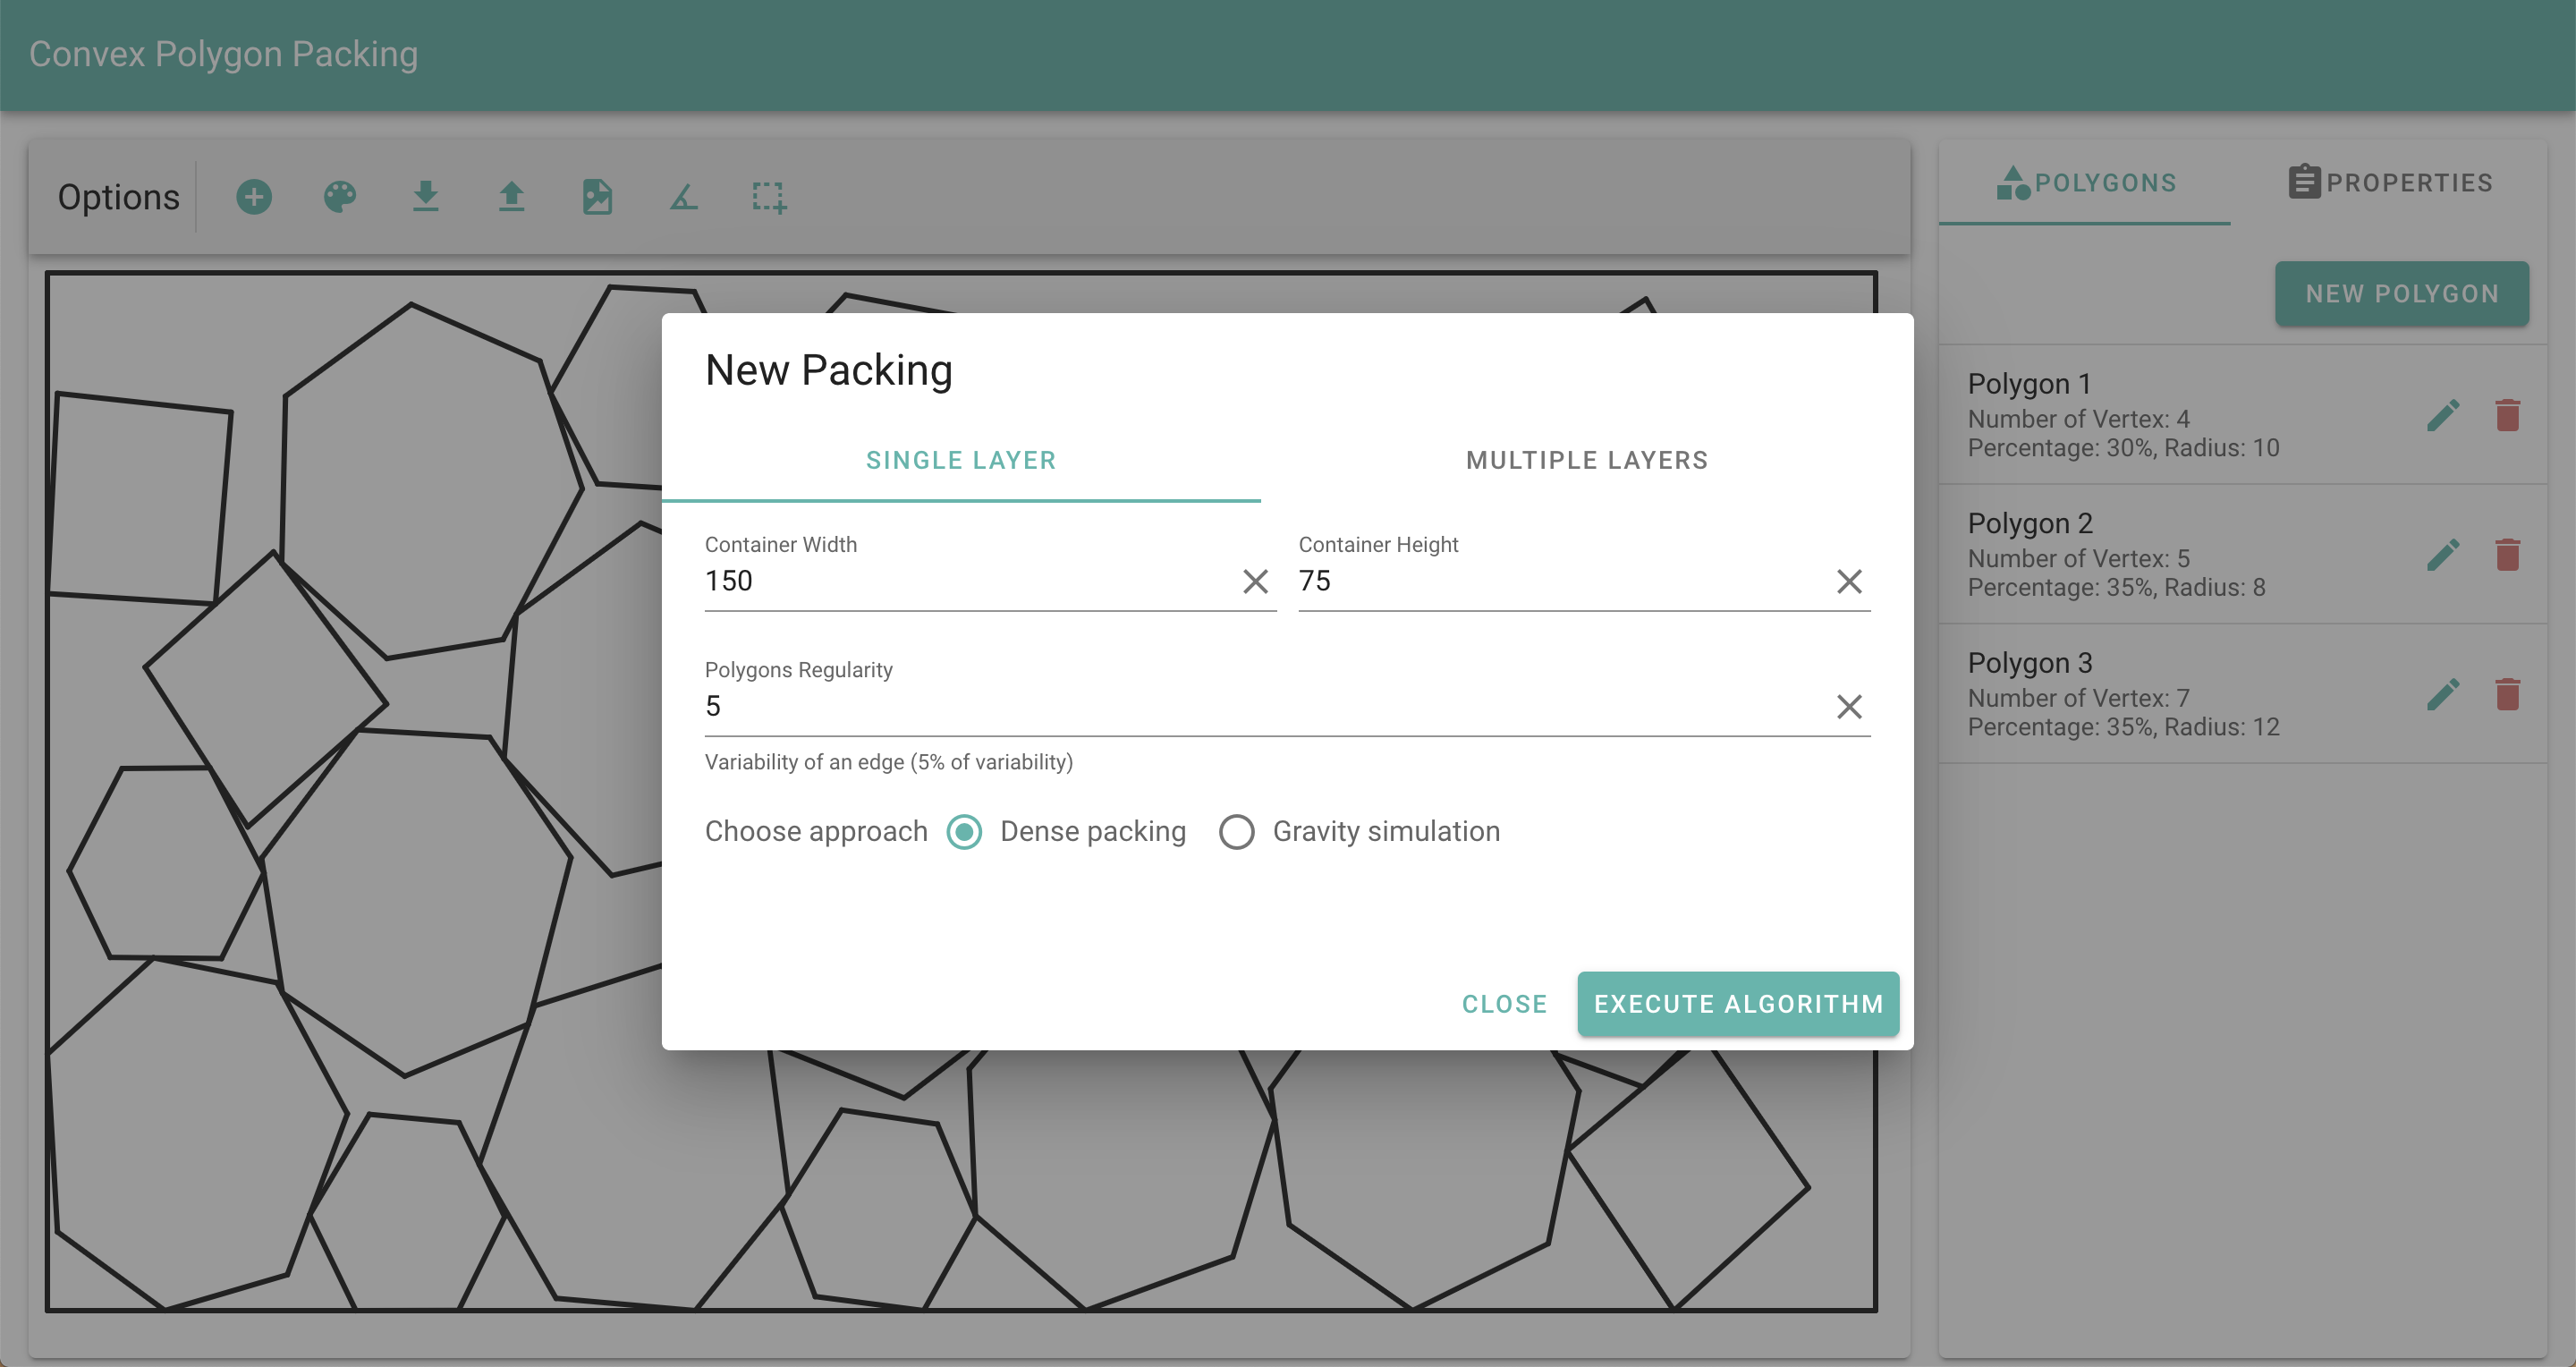 Convex Polygon Packing
Options
POLYGONS
PROPERTIES
NEW POLYGON
Polygon 1
Number of Vertex: 4
Percentage: 30%, Radius: 10
Polygon 2
Number of Vertex: 5
Percentage: 35%, Radius: 8
Polygon 3
Number of Vertex: 7
Percentage: 35%, Radius: 12
New Packing
SINGLE LAYER
MULTIPLE LAYERS
Container Width
150
Container Height
75
Polygons Regularity
5
Variability of an edge (5% of variability)
Choose approach Dense packing Gravity simulation
CLOSE EXECUTE ALGORITHM